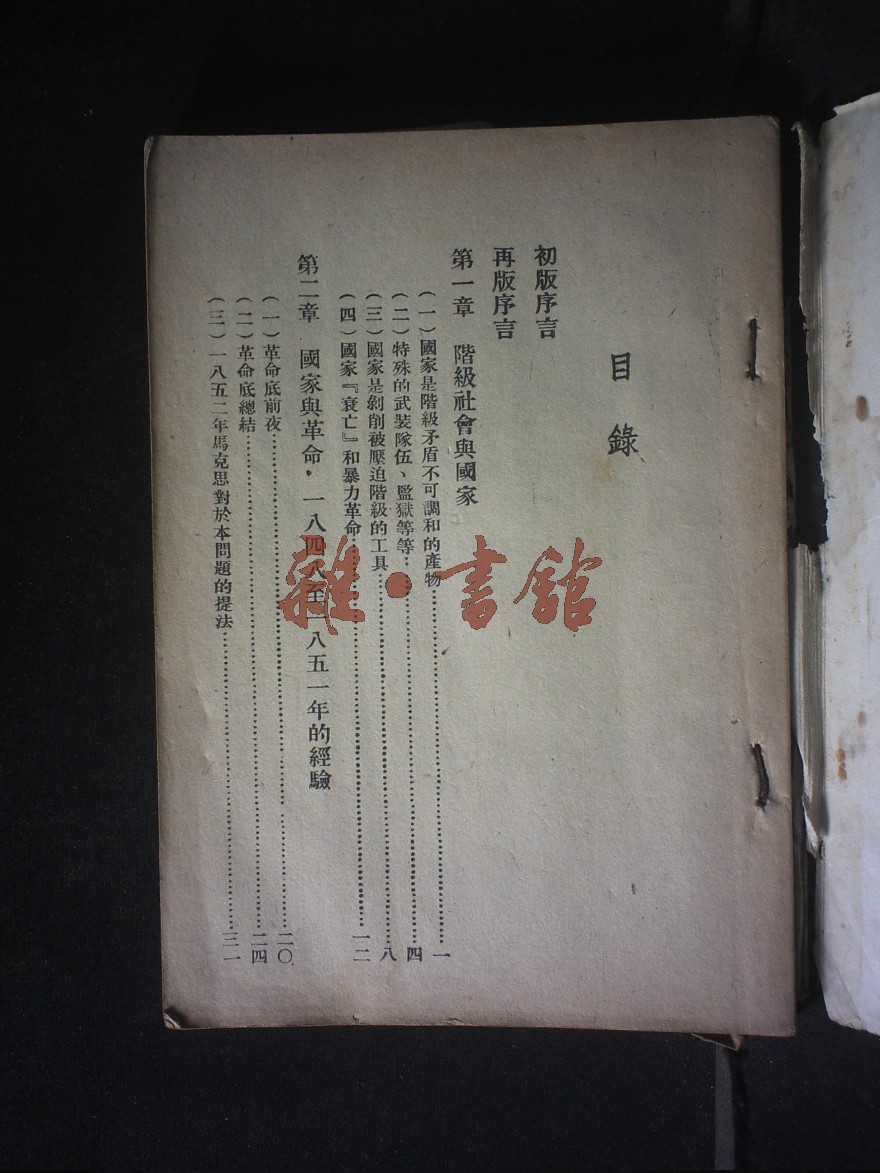 目錄
初版序言
再版序言
第一章 階級社會與國家
(一)國家是階級矛盾不可調和的產物……一
(二)特殊的武裝隊伍、監獄等等……四
(三)國家是剝削被壓迫階級的工具……八
(四)國家『衰亡』和暴力革命……一二
第二章 國家與革命·一八四八至一八五一年的經驗
(一)革命底前夜……二〇
(二)革命底總結……二四
(三)一八五二年馬克思對於本問題的提法……三一
雜·書館